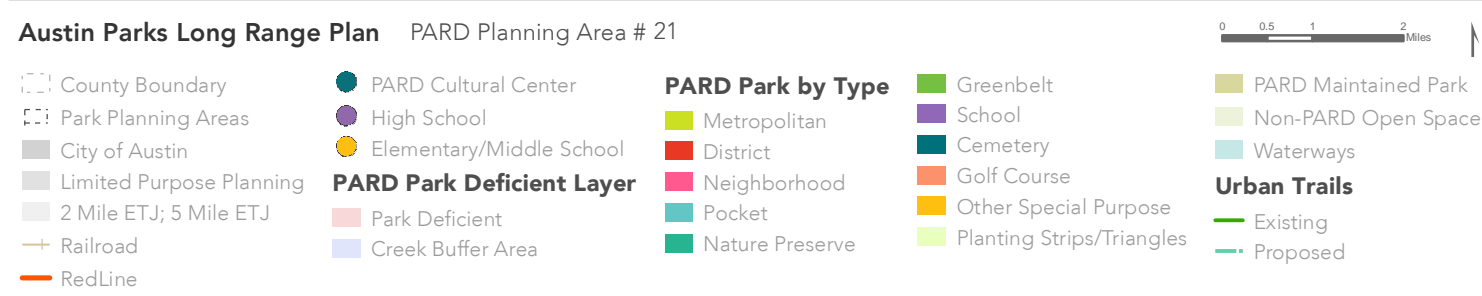 Austin Parks Long Range Plan PARD Planning Area # 21
0 0.5 1 2
Miles
County Boundary
Park Planning Areas
City of Austin
Limited Purpose Planning
2 Mile ETJ; 5 Mile ETJ
Railroad
RedLine
PARD Cultural Center
High School
Elementary/Middle School
PARD Park Deficient Layer
Park Deficient
Creek Buffer Area
PARD Park by Type
Metropolitan
District
Neighborhood
Pocket
Nature Preserve
Greenbelt
School
Cemetery
Golf Course
Other Special Purpose
Planting Strips/Triangles
PARD Maintained Park
Non-PARD Open Space
Waterways
Urban Trails
Existing
Proposed